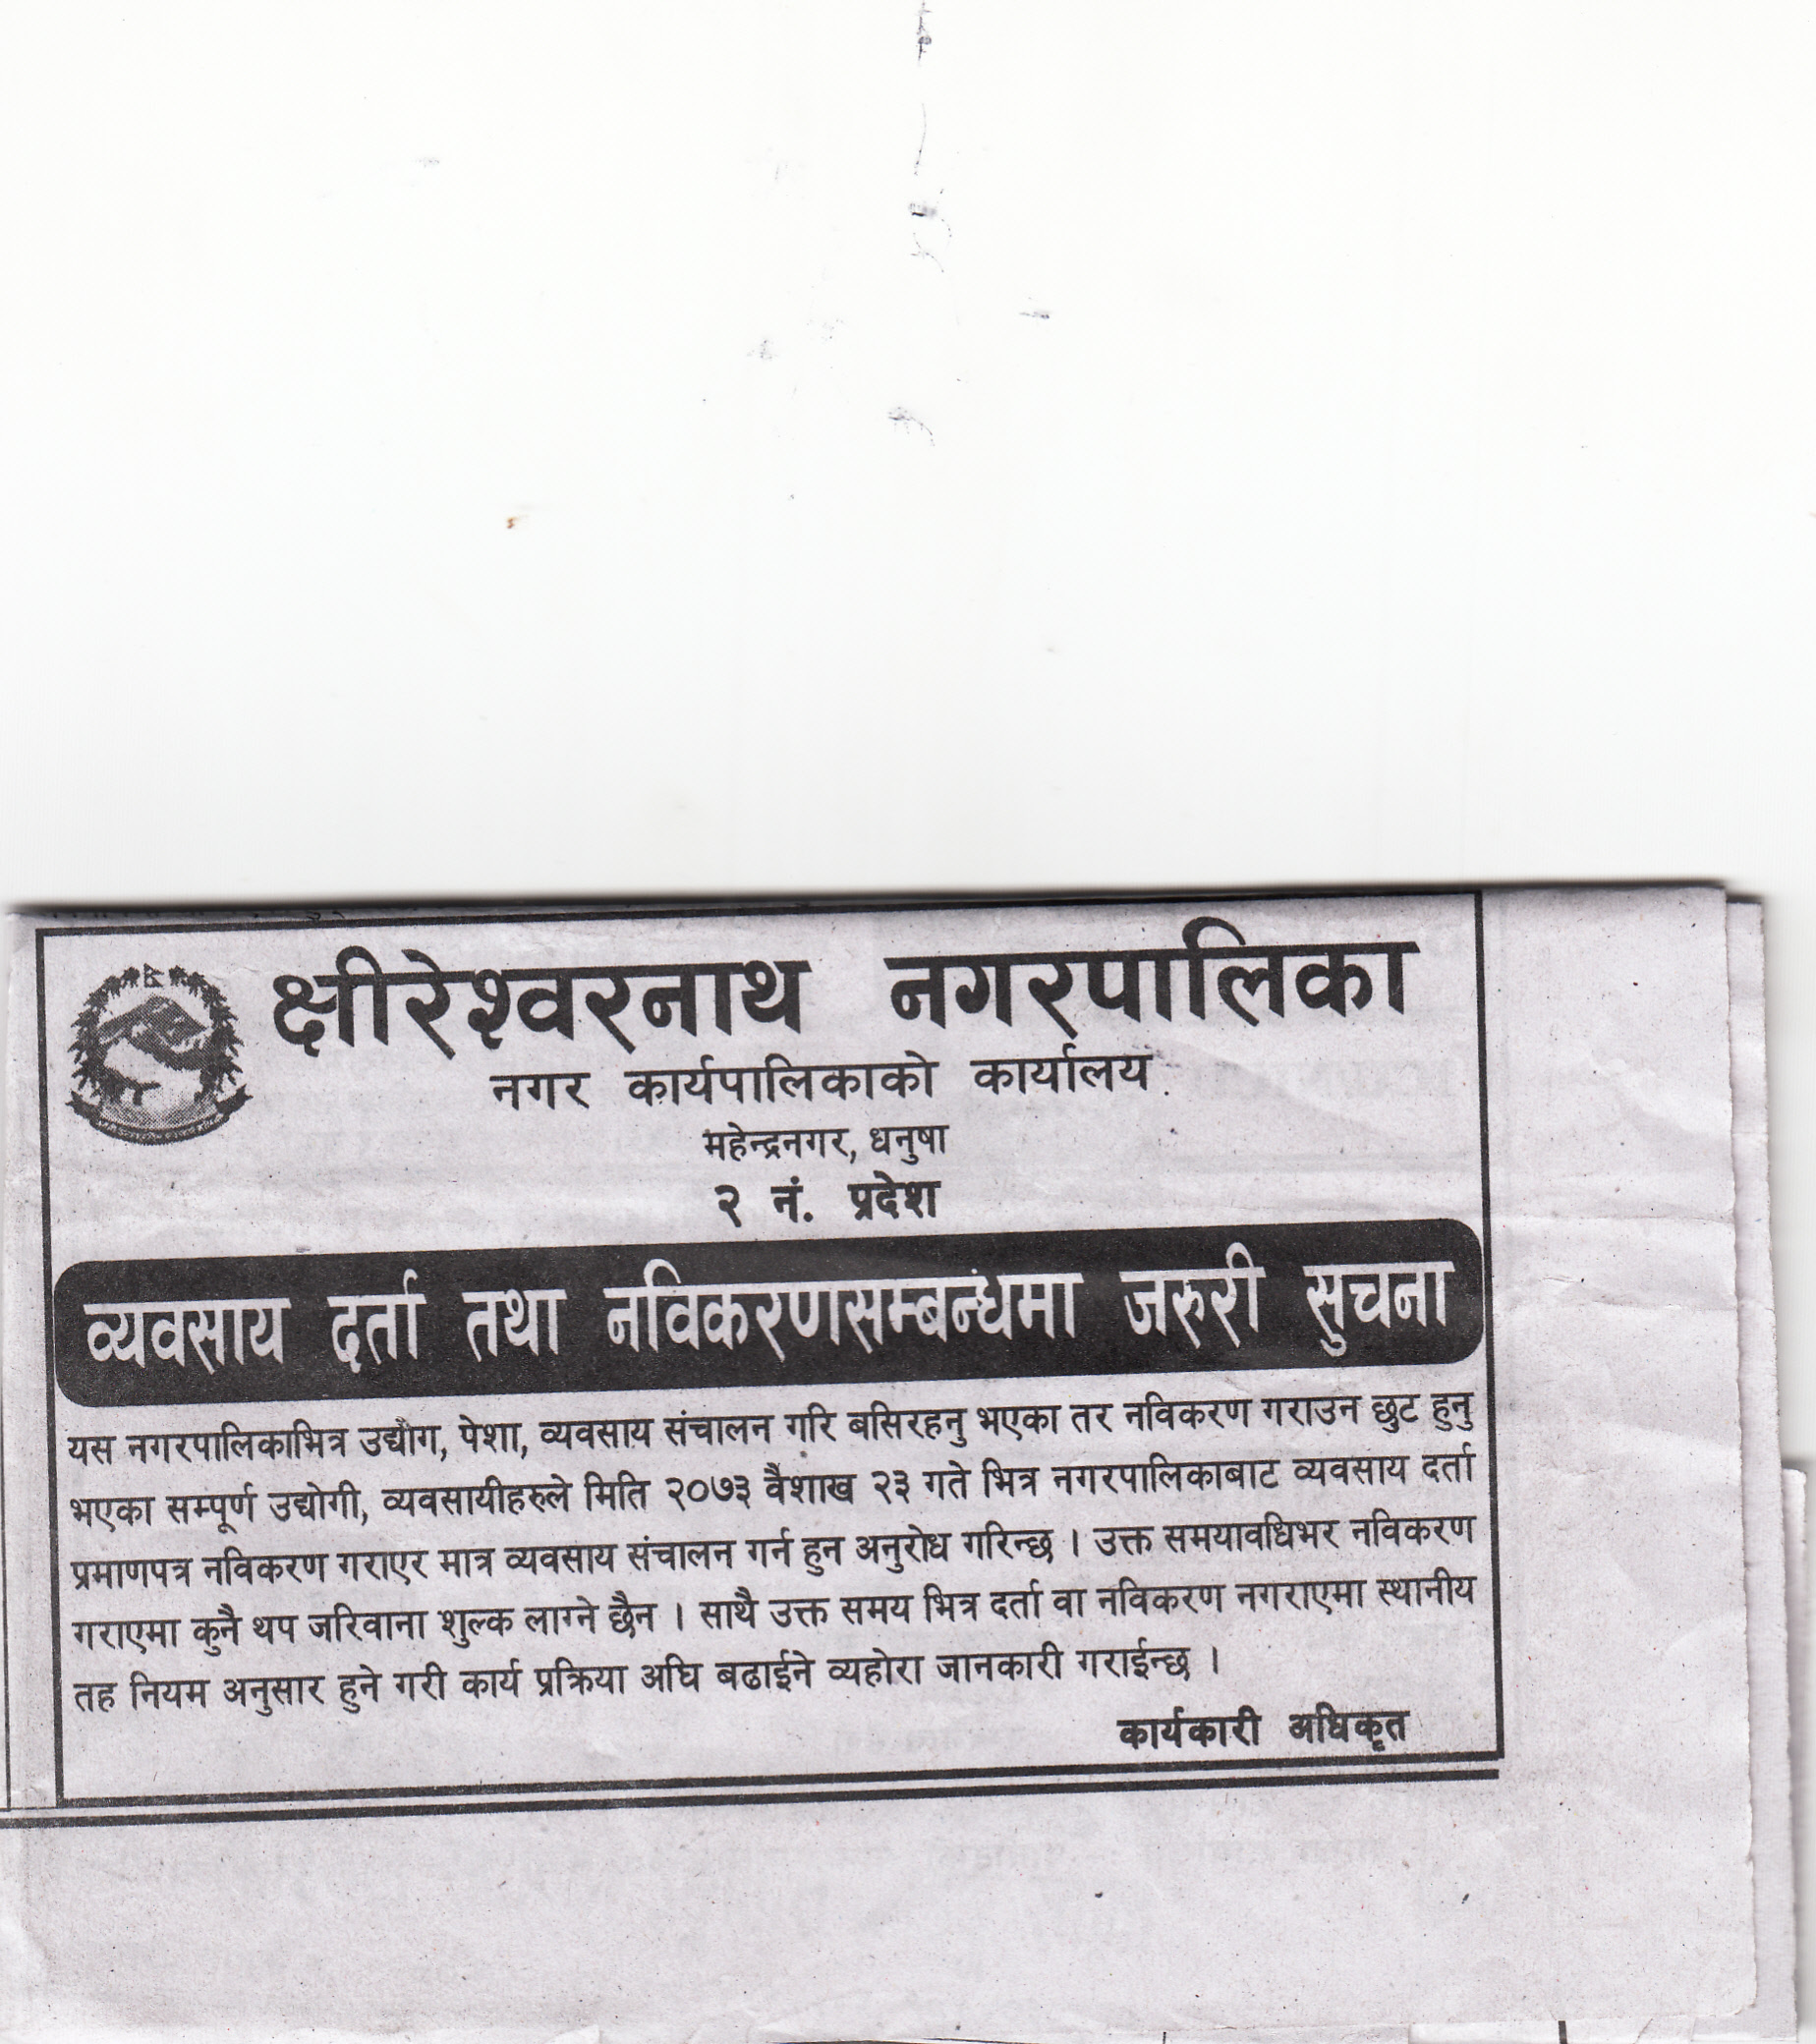 क्षीरेश्वरनाथ नगरपालिका
नगर कार्यपालिकाको कार्यालय
महेन्द्रनगर, धनुषा
२ नं. प्रदेश
व्यवसाय दर्ता तथा नविकरणसम्बन्धंमा जरुरी सुचना
यस नगरपालिकाभित्र उद्यौग, पेशा, व्यवसाय संचालन गरि बसिरहनु भएका तर नविकरण गराउन छुट हुनु
भएका सम्पूर्ण उद्योगी, व्यवसायीहरुले मिति २०७३ वैशाख २३ गते भित्र नगरपालिकाबाट व्यवसाय दर्ता
प्रमाणपत्र नविकरण गराएर मात्र व्यवसाय संचालन गर्न हुन अनुरोध गरिन्छ । उक्त समयावधिभर नविकरण
गराएमा कुनै थप जरिवाना शुल्क लाग्ने छैन । साथै उक्त समय भित्र दर्ता वा नविकरण नगराएमा स्थानीय
तह नियम अनुसार हुने गरी कार्य प्रक्रिया अघि बढाईने व्यहोरा जानकारी गराईन्छ ।
कार्यकारी अधिकृत